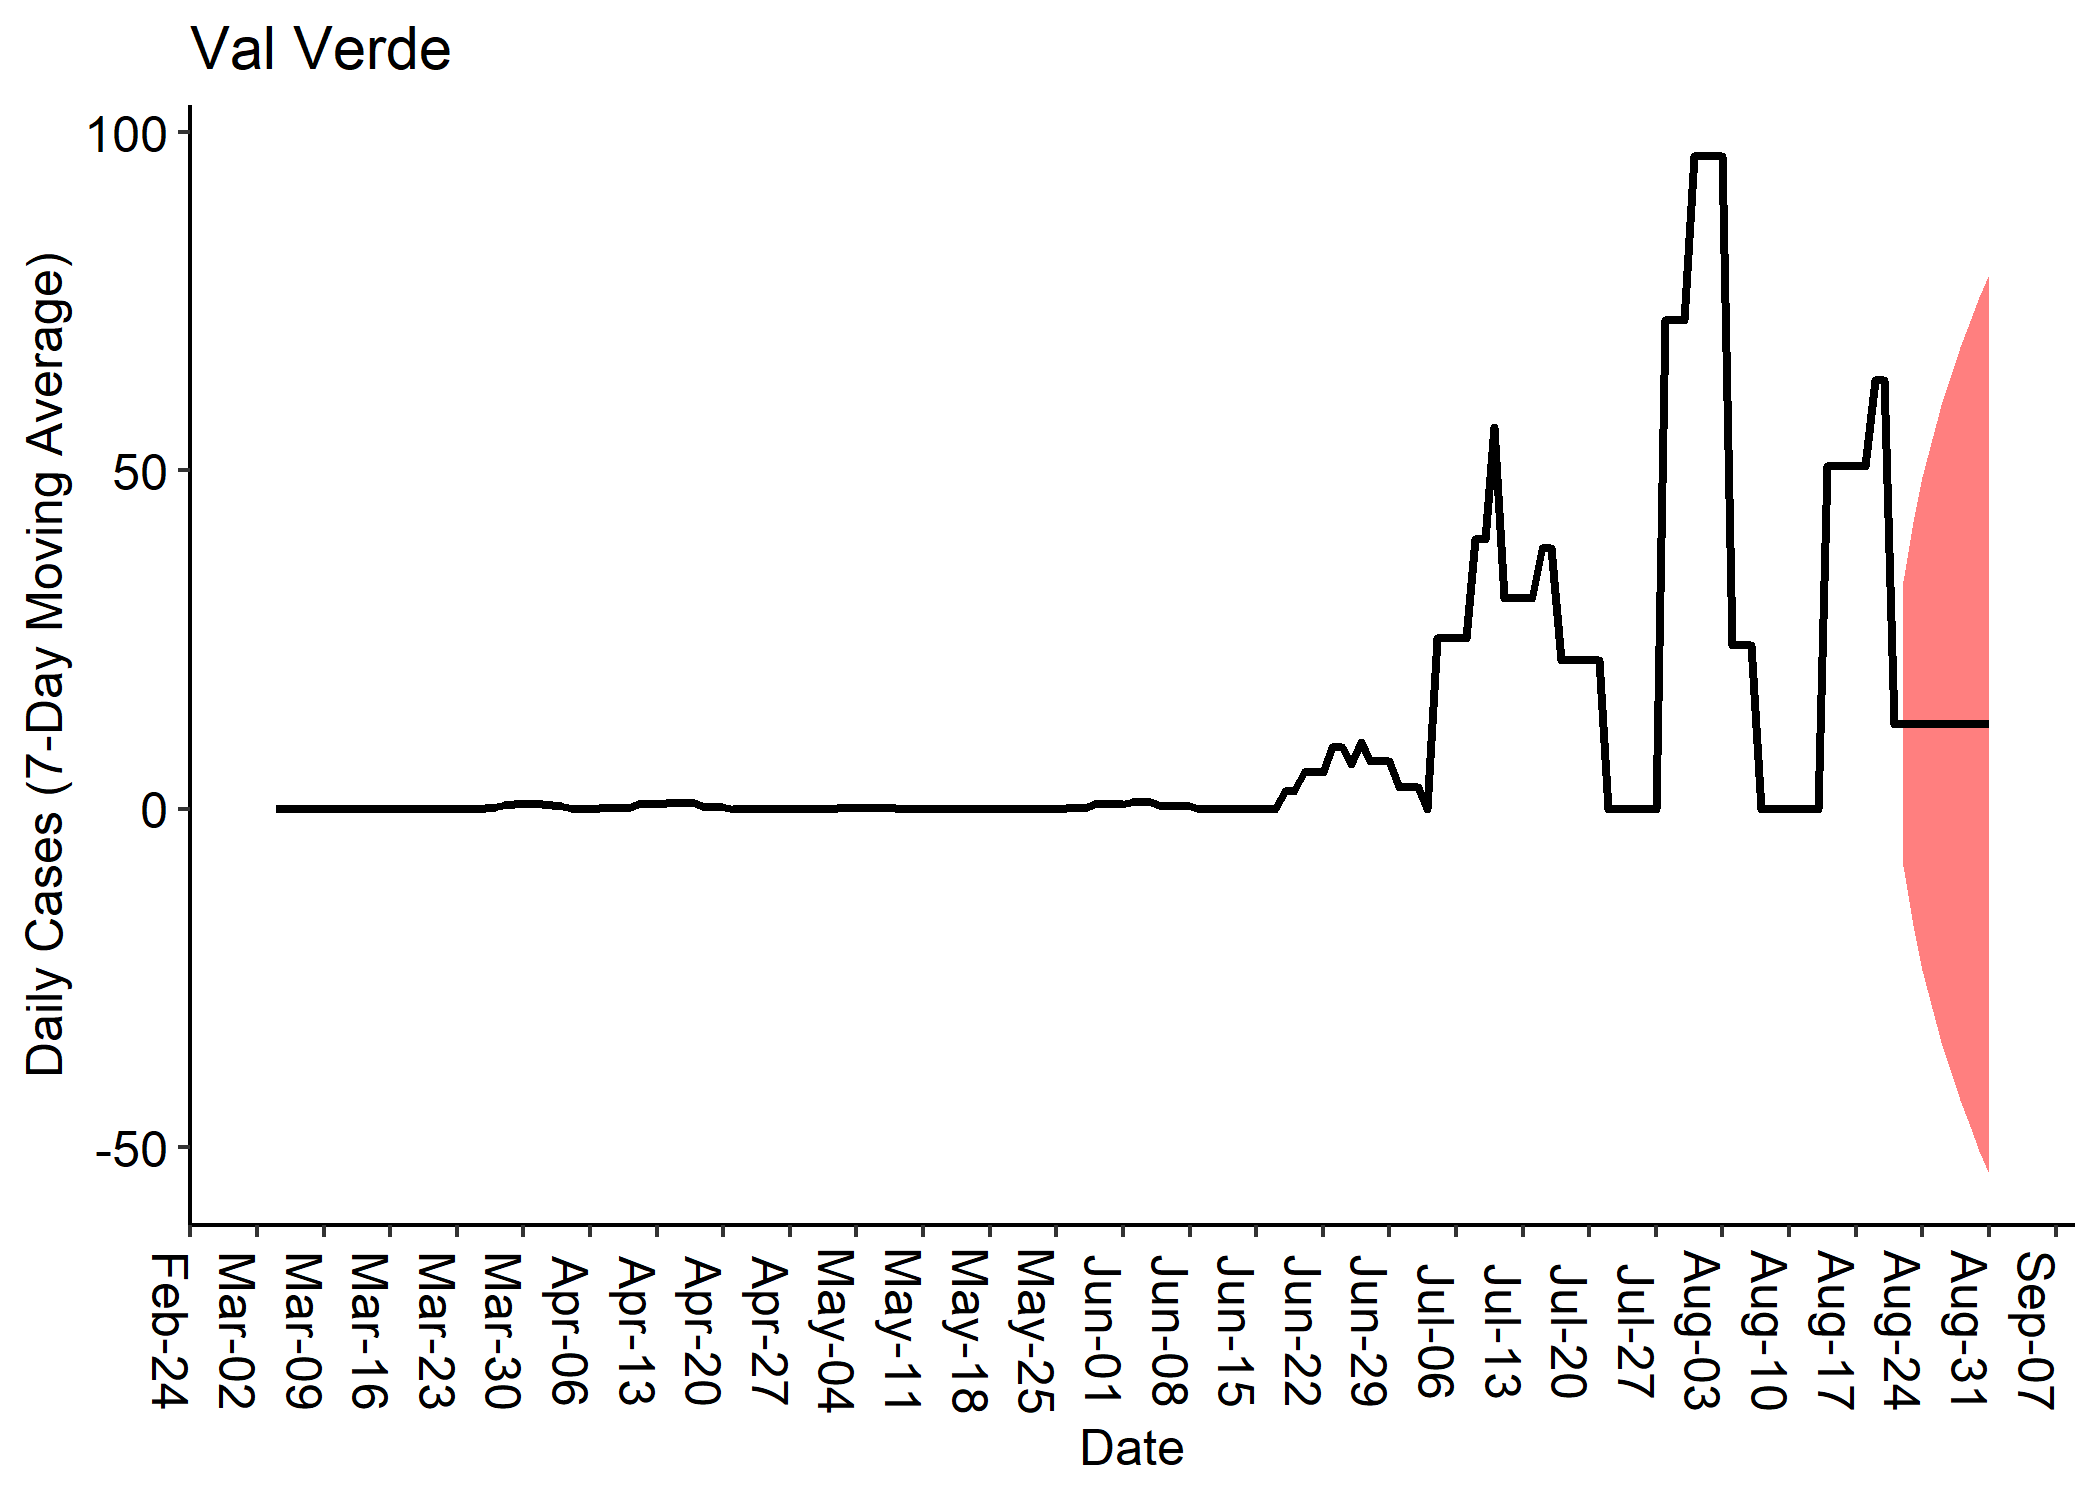 Val Verde
Daily Cases (7-Day Moving Average)
100
50
0
-50
Feb-24
Mar-02
Mar-09
Mar-16
Mar-23
Mar-30
Apr-06
Apr-13
Apr-20
Apr-27
May-04
May-11
May-18
May-25
Jun-01
Jun-08
Jun-15
Jun-22
Jun-29
Jul-06
Jul-13
Jul-20
Jul-27
Aug-03
Aug-10
Aug-17
Aug-24
Aug-31
Sep-07
Date